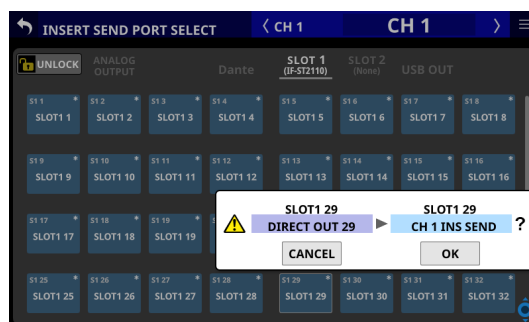 INSERT SEND PORT SELECT
CH 1
CH 1
UNLOCK
ANALOG
OUTPUT
Dante
SLOT 1
(IF-ST2110)
SLOT 2
(None)
USB OUT
S1 1 *
SLOT1 1
S1 2 *
SLOT1 2
S1 3 *
SLOT1 3
S1 4 *
SLOT1 4
S1 5 *
SLOT1 5
S1 6 *
SLOT1 6
S1 7 *
SLOT1 7
S1 8 *
SLOT1 8
S1 9 *
SLOT1 9
S1 10 *
SLOT1 10
S1 11 *
SLOT1 11
S1 12 *
SLOT1 12
S1 13 *
SLOT1 13
S1 14 *
SLOT1 14
S1 15 *
SLOT1 15
S1 16 *
SLOT1 16
S1 17 *
SLOT1 17
S1 18 *
SLOT1 18
S1 19 *
SLOT1 19
SLOT1 29
DIRECT OUT 29
SLOT1 29
CH 1 INS SEND
?
CANCEL
OK
S1 25 *
SLOT1 25
S1 26 *
SLOT1 26
S1 27 *
SLOT1 27
S1 28 *
SLOT1 28
S1 29 *
SLOT1 29
S1 30 *
SLOT1 30
S1 31 *
SLOT1 31
S1 32 *
SLOT1 32